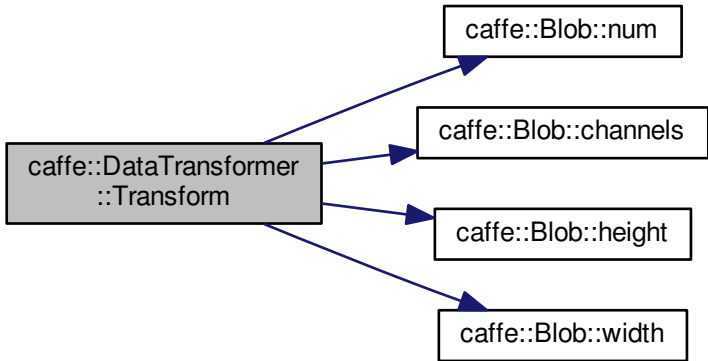 caffe::Blob::num
caffe::Blob::channels
caffe::DataTransformer
::Transform
caffe::Blob::height
caffe::Blob::width